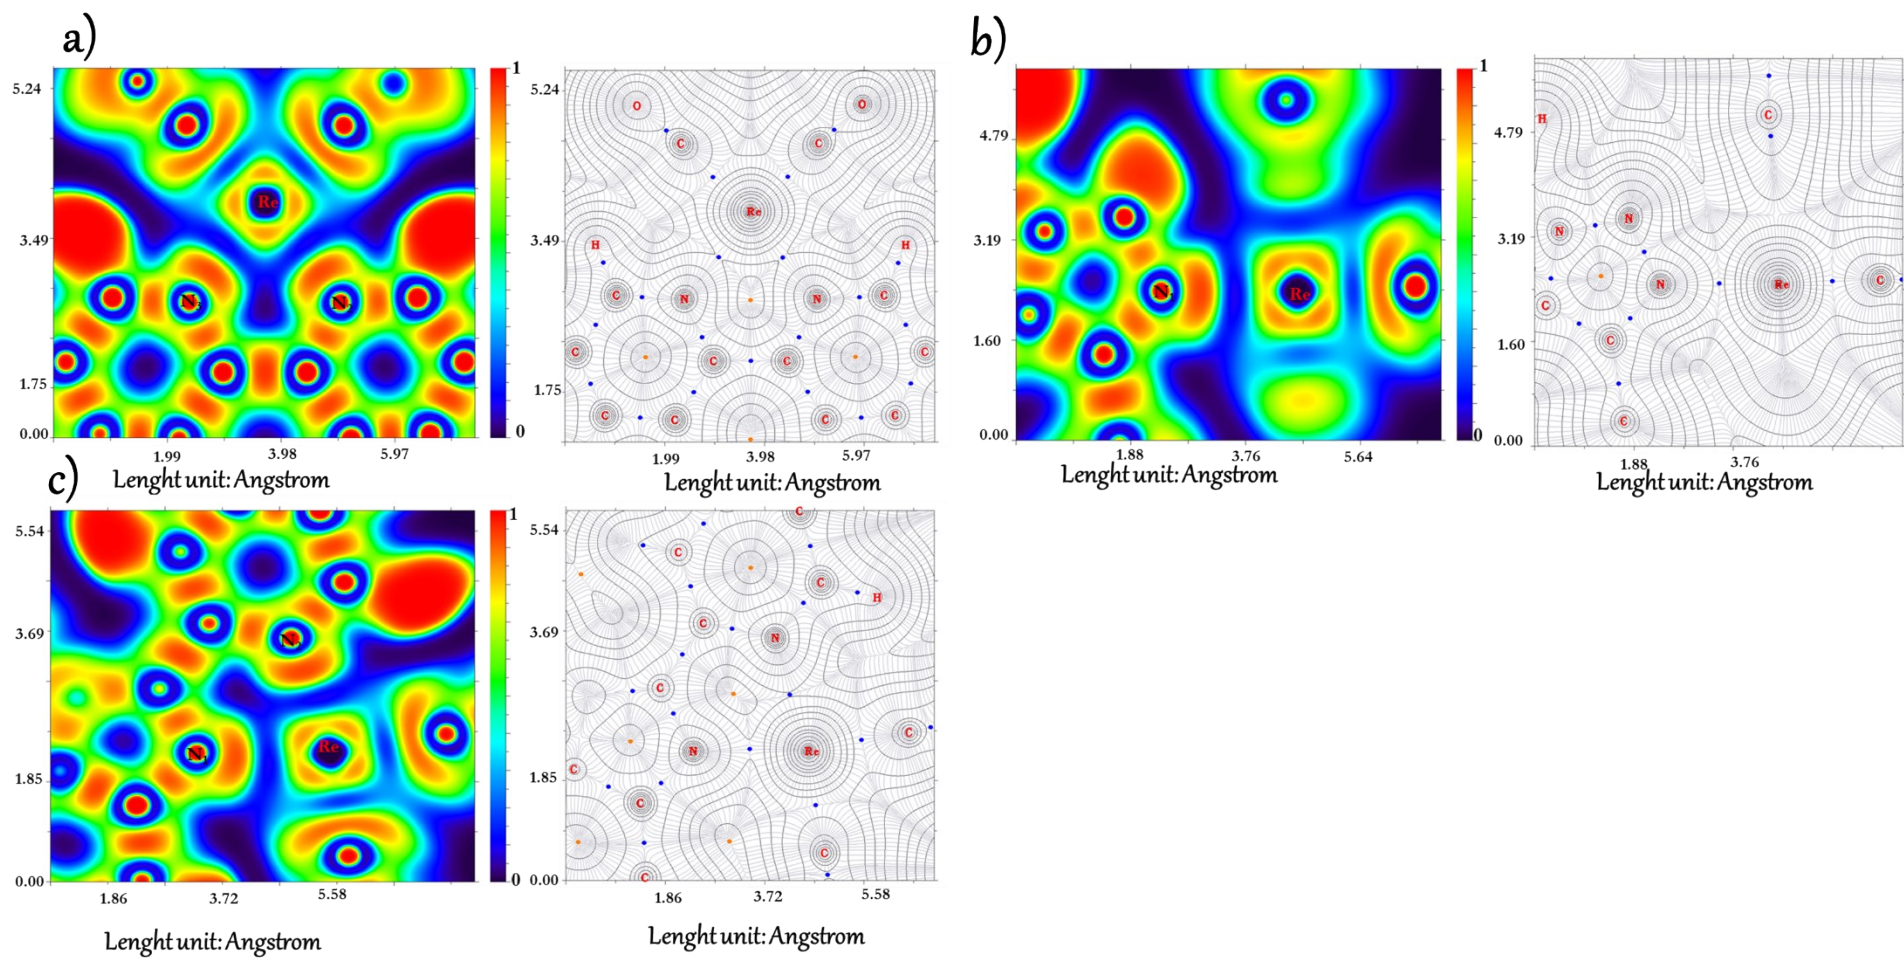 a)
5.24
3.49
1.75
0.00
Re
N₃
N
1
0
1.99 3.98 5.97
Lenght unit: Angstrom
5.24
3.49
1.75
0.00
O O
C C
Re
H H
C N N C
C C C C
C C C C
1.99 3.98 5.97
Lenght unit: Angstrom
b)
4.79
3.19
1.60
0.00
N₁
Re
1
0
1.88 3.76 5.64
Lenght unit: Angstrom
4.79
3.19
1.60
0.00
H
C
N
N
N
Re
C
C
C
C
1.88 3.76
Lenght unit: Angstrom
c)
5.54
3.69
1.85
0.00
N
Re
N₁
1
0
1.86 3.72 5.58
Lenght unit: Angstrom
5.54
3.69
1.85
0.00
C
C
C
H
C
N
C
C
N
Re
C
C
C
C
1.86 3.72 5.58
Lenght unit: Angstrom